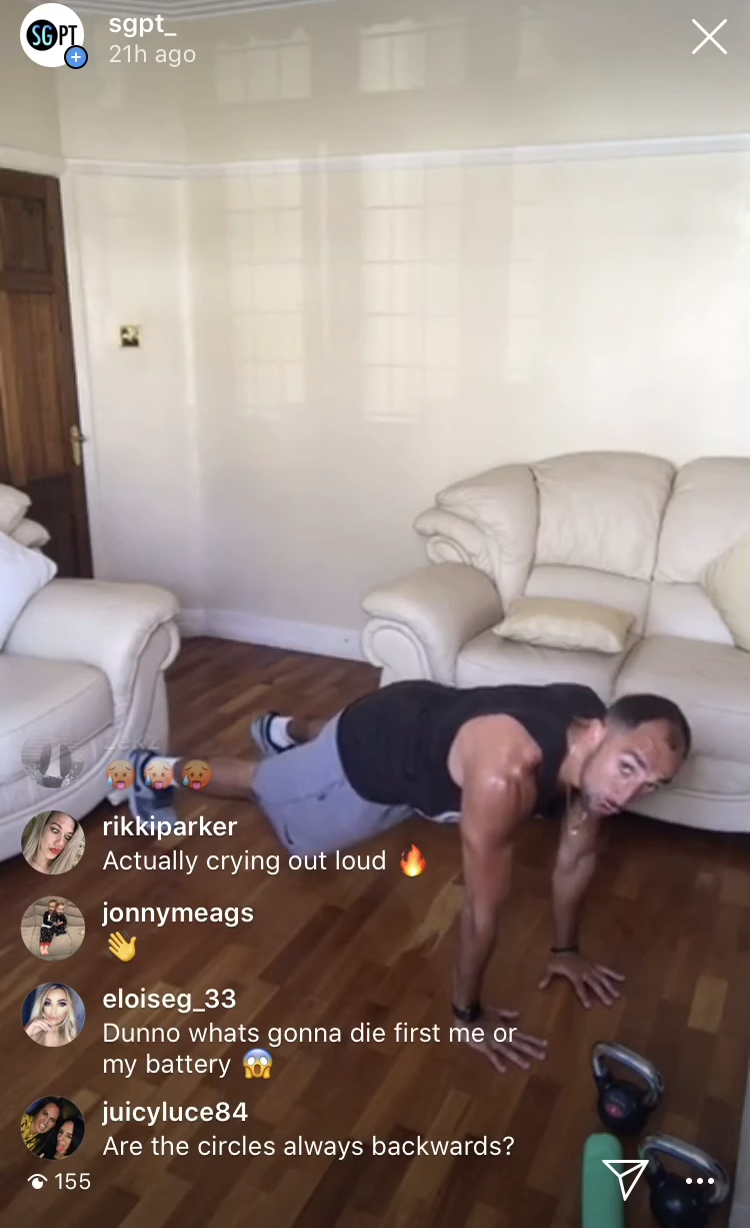 SGPT
sgpt_
21h ago
🥵🥵🥵
rikkiparker
Actually crying out loud 🔥
jonnymeags
👋
eloiseg_33
Dunno whats gonna die first me or
my battery 😱
juicyluce84
Are the circles always backwards?
155